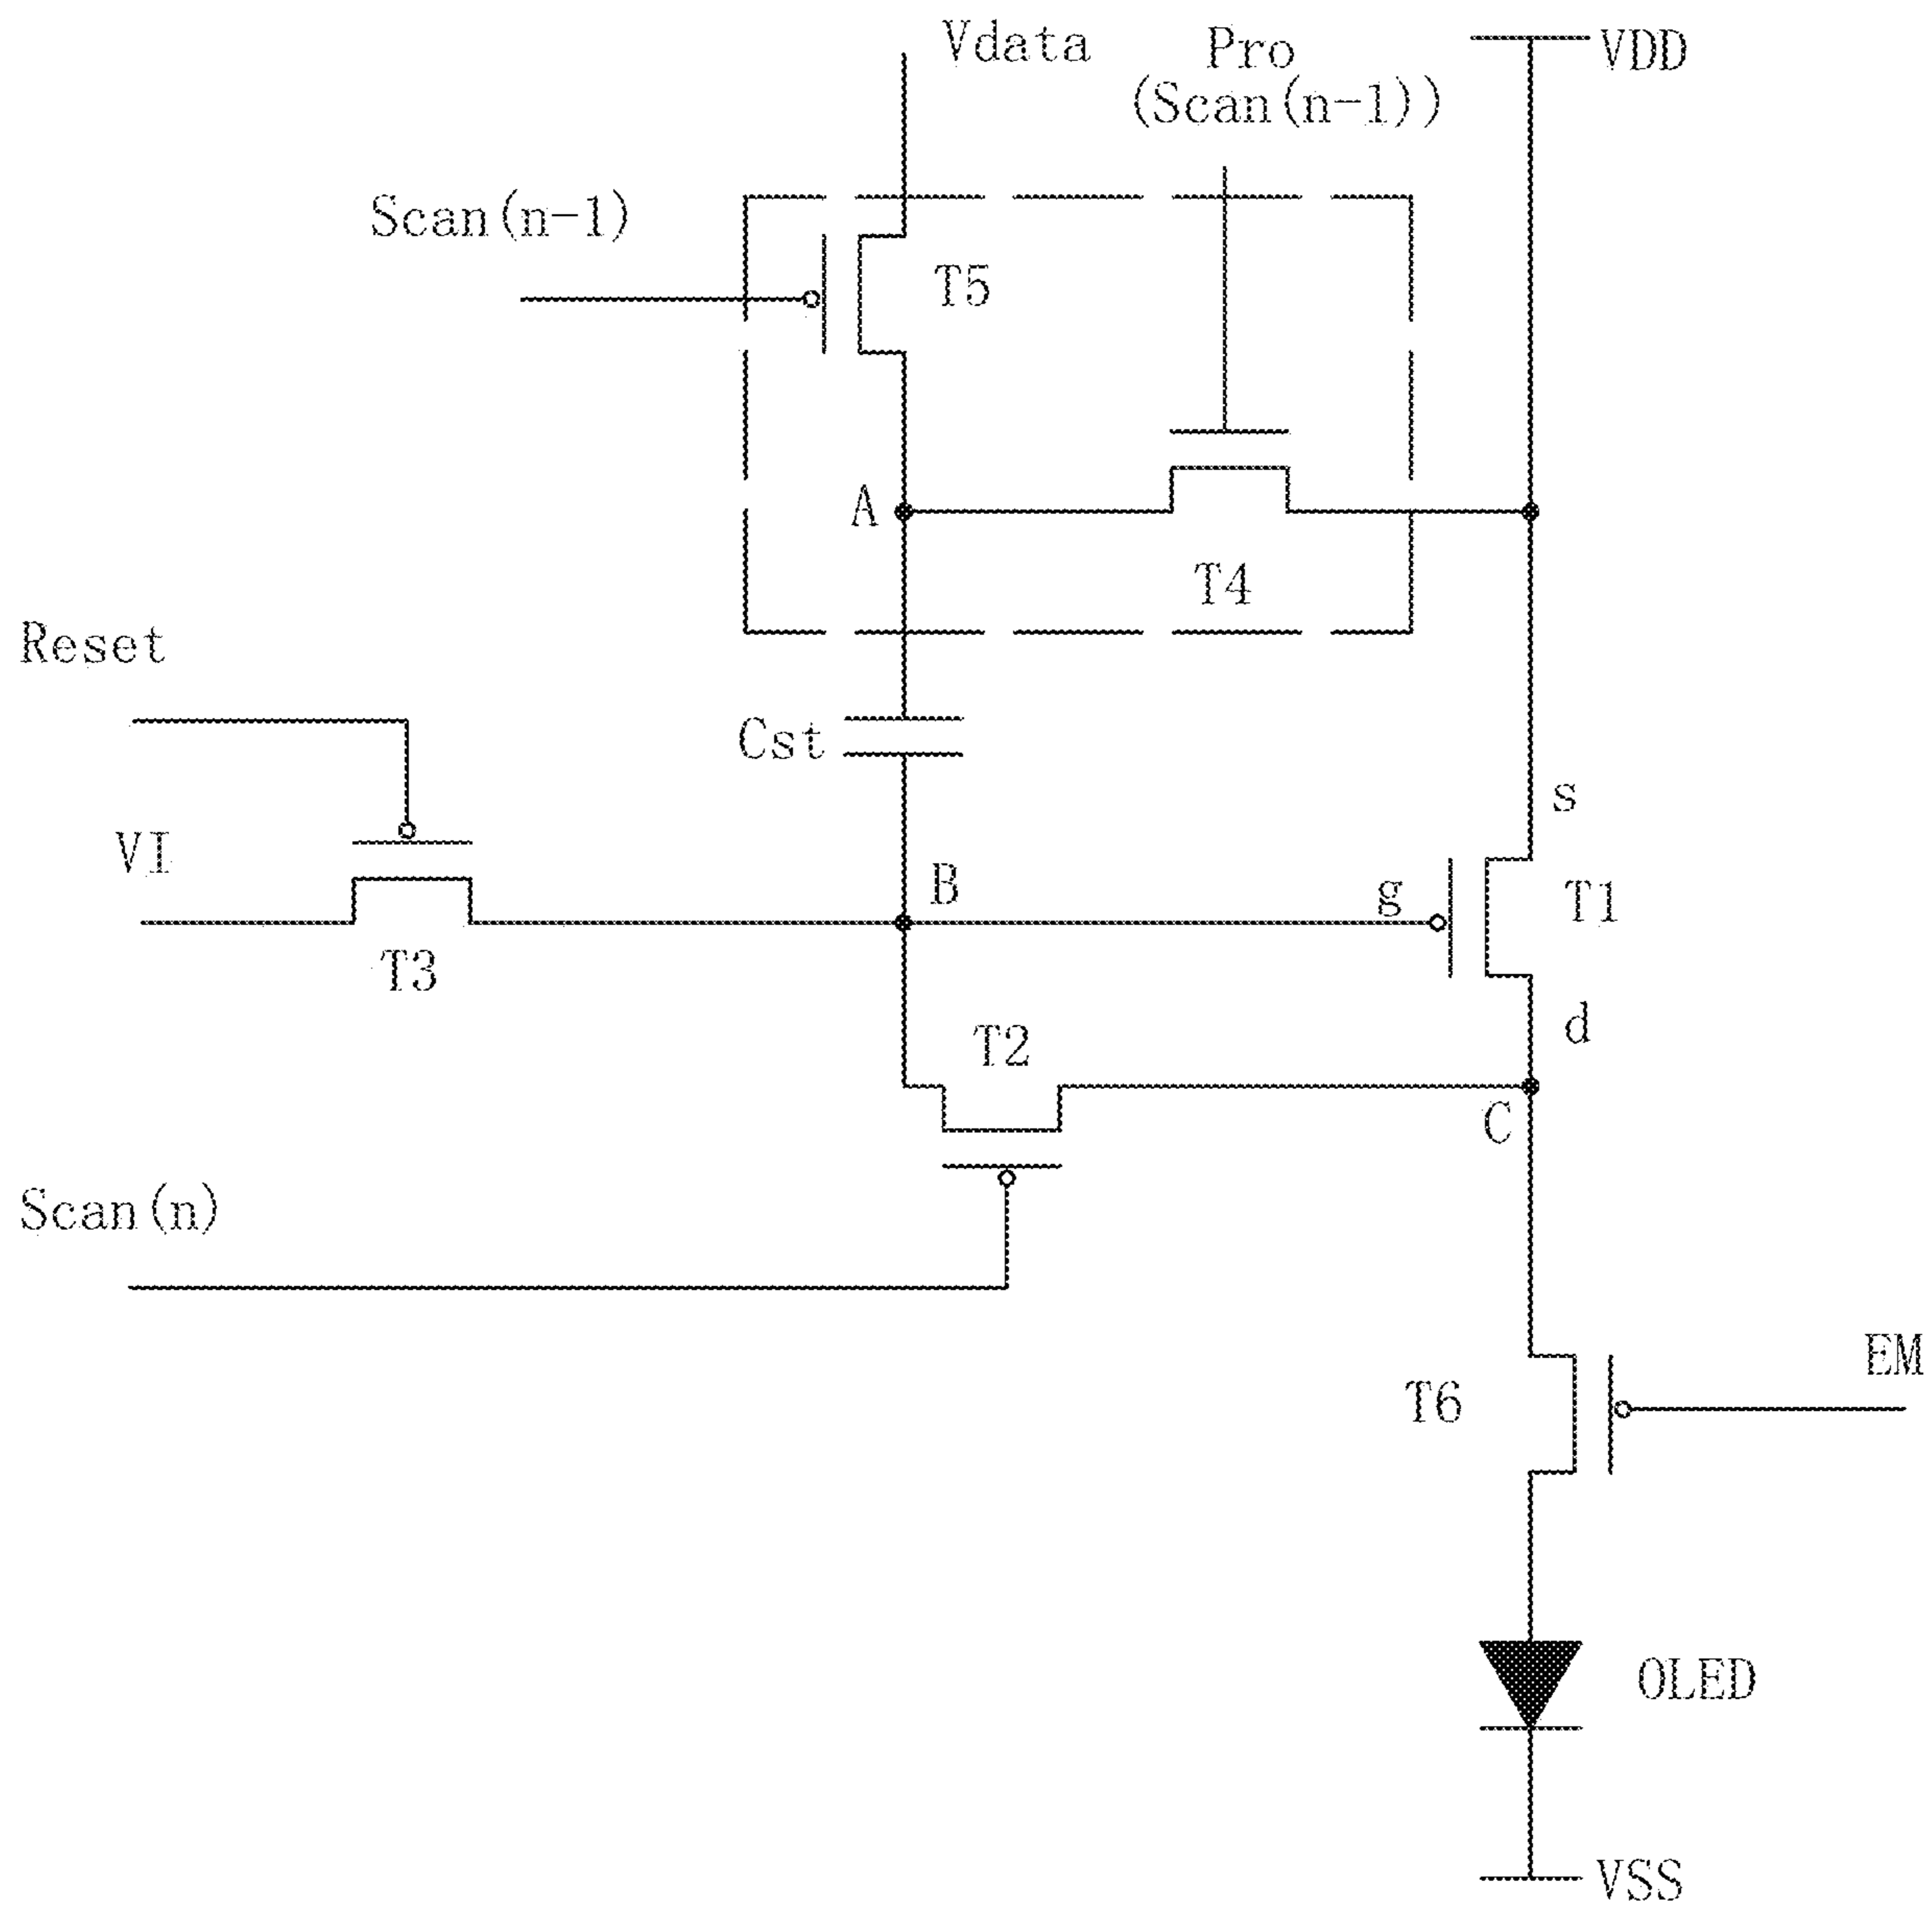 Vdata
Pro
(Scan(n-1))
VDD
Scan(n-1)
T5
A
T4
Reset
Cst
s
VI
B
g
T1
T3
d
T2
C
Scan(n)
EM
T6
OLED
VSS